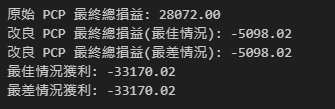 原始 PCP 最終總損益: 28072.00
改良 PCP 最終總損益(最佳情況): -5098.02
改良 PCP 最終總損益(最差情況): -5098.02
最佳情況獲利: -33170.02
最差情況獲利: -33170.02